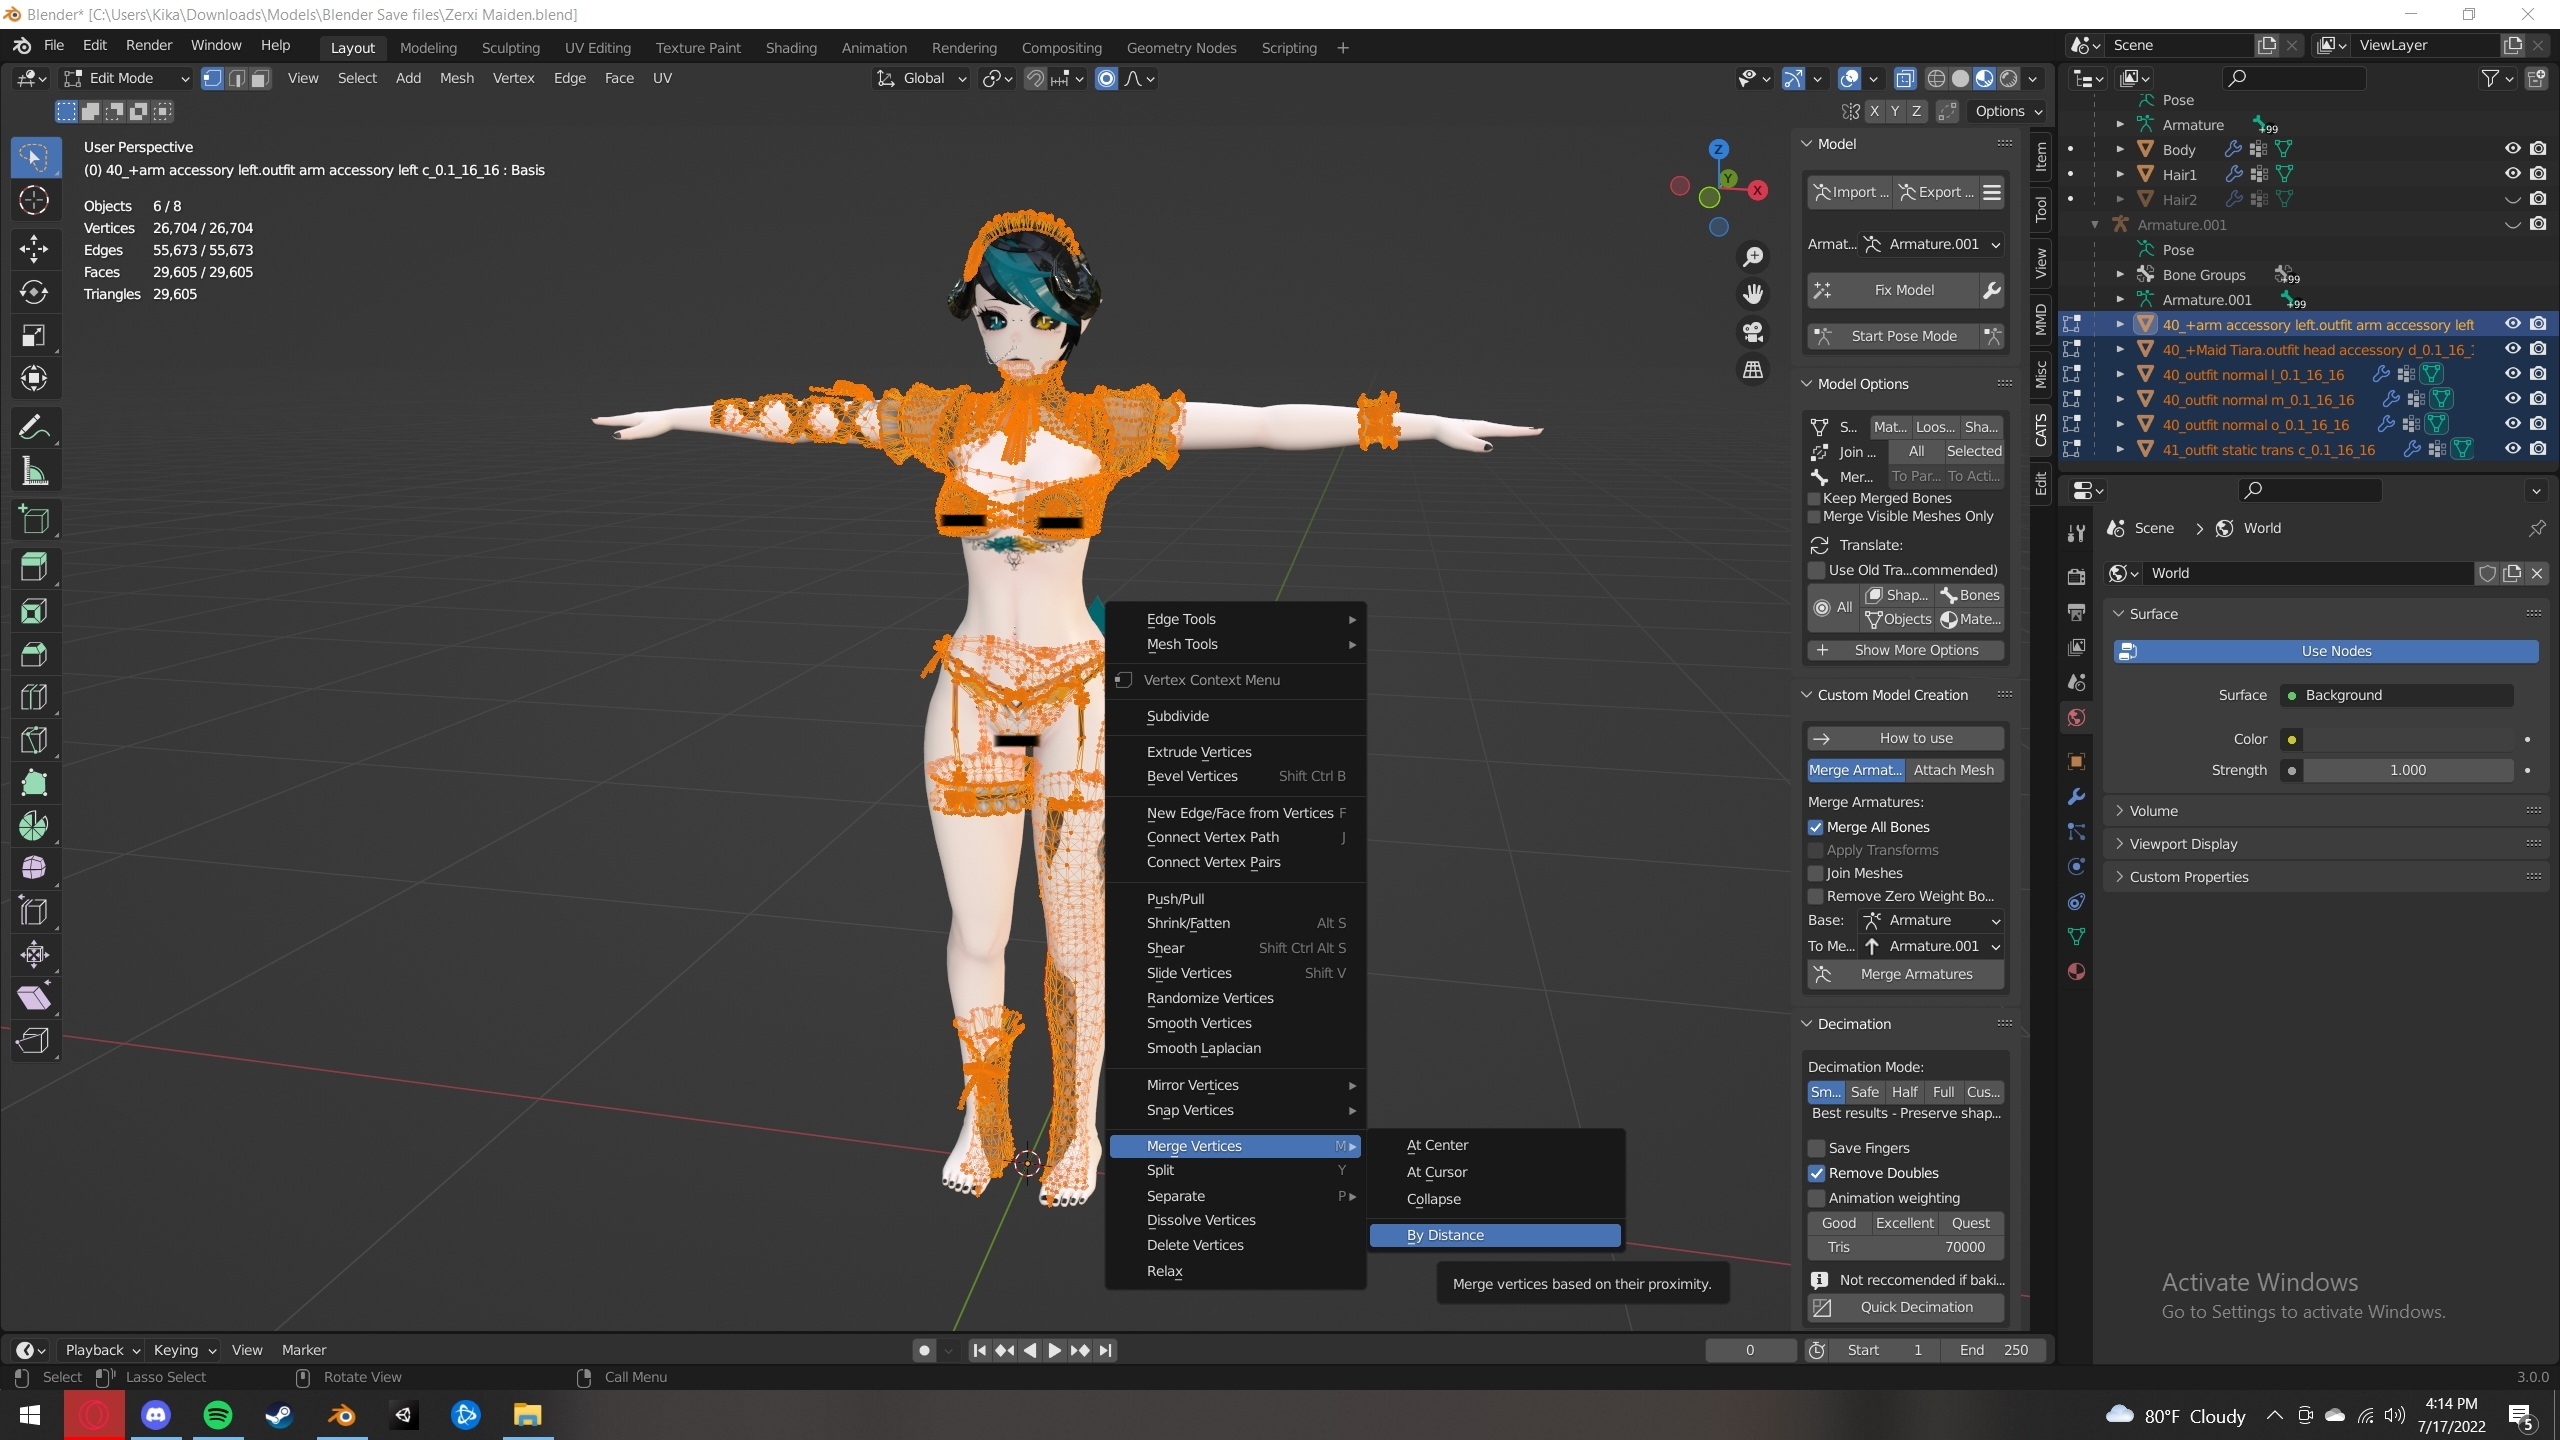 Blender* [C:\Users\Kika\Downloads\Models\Blender Save files\Zerxi Maiden.blend]
File Edit Render Window Help Layout Modeling Sculpting UV Editing Texture Paint Shading Animation Rendering Compositing Geometry Nodes Scripting + Scene ViewLayer
Edit Mode View Select Add Mesh Vertex Edge Face UV Global
X Y Z Options
User Perspective
(0) 40_+arm accessory left.outfit arm accessory left c_0.1_16_16 : Basis
Objects 6 / 8
Vertices 26,704 / 26,704
Edges 55,673 / 55,673
Faces 29,605 / 29,605
Triangles 29,605
Z
Y
X
Edge Tools
Mesh Tools
Vertex Context Menu
Subdivide
Extrude Vertices
Bevel Vertices Shift Ctrl B
New Edge/Face from Vertices F
Connect Vertex Path J
Connect Vertex Pairs
Push/Pull
Shrink/Fatten Alt S
Shear Shift Ctrl Alt S
Slide Vertices Shift V
Randomize Vertices
Smooth Vertices
Smooth Laplacian
Mirror Vertices
Snap Vertices
Merge Vertices M
Split Y
Separate P
Dissolve Vertices
Delete Vertices
Relax
At Center
At Cursor
Collapse
By Distance
Merge vertices based on their proximity.
Model
Import ... Export ...
Armat... Armature.001
Fix Model
Start Pose Mode
Model Options
S... Mat... Loos... Sha...
Join ... All Selected
Mer... To Par... To Acti...
Keep Merged Bones
Merge Visible Meshes Only
Translate:
Use Old Tra...commended)
All Shap... Bones
Objects Mate...
Show More Options
Custom Model Creation
How to use
Merge Armat... Attach Mesh
Merge Armatures:
Merge All Bones
Apply Transforms
Join Meshes
Remove Zero Weight Bo...
Base: Armature
To Me... Armature.001
Merge Armatures
Decimation
Decimation Mode:
Sm... Safe Half Full Cus...
Best results - Preserve shap...
Save Fingers
Remove Doubles
Animation weighting
Good Excellent Quest
Tris 70000
Not reccomended if baki...
Quick Decimation
Item
Tool
View
MMD
Misc
CATS
Edit
Pose
Armature +99
Body
Hair1
Hair2
Armature.001
Pose
Bone Groups +99
Armature.001 +99
40_+arm accessory left.outfit arm accessory left
40_+Maid Tiara.outfit head accessory d_0.1_16_1
40_outfit normal l_0.1_16_16
40_outfit normal m_0.1_16_16
40_outfit normal o_0.1_16_16
41_outfit static trans c_0.1_16_16
Scene > World
World
Surface
Use Nodes
Surface Background
Color
Strength 1.000
Volume
Viewport Display
Custom Properties
Activate Windows
Go to Settings to activate Windows.
Playback Keying View Marker 0 Start 1 End 250
Select Lasso Select Rotate View Call Menu 3.0.0
80°F Cloudy
4:14 PM
7/17/2022
5